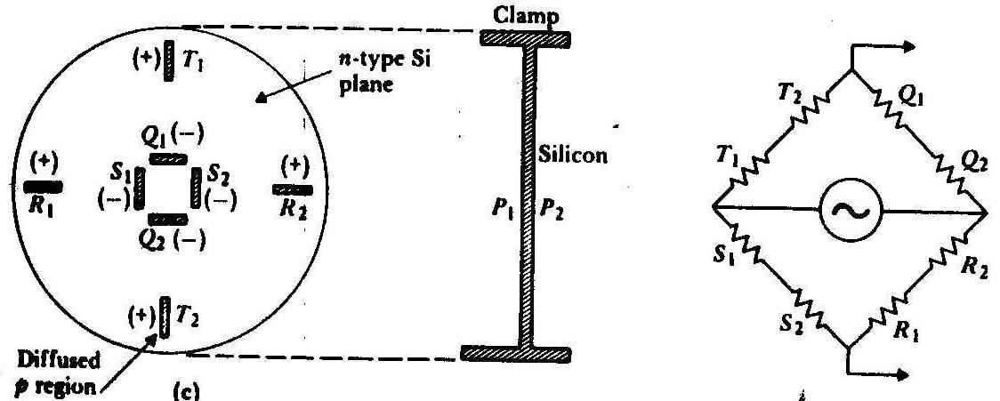 Clamp
(+) T1
n-type Si
plane
Q1 (−)
(+)
S1
S2
(+)
R1
(−)
(−)
R2
Q2 (−)
(+) T2
Diffused
p region
(c)
Silicon
P1
P2
T2
Q1
T1
Q2
S1
R2
S2
R1